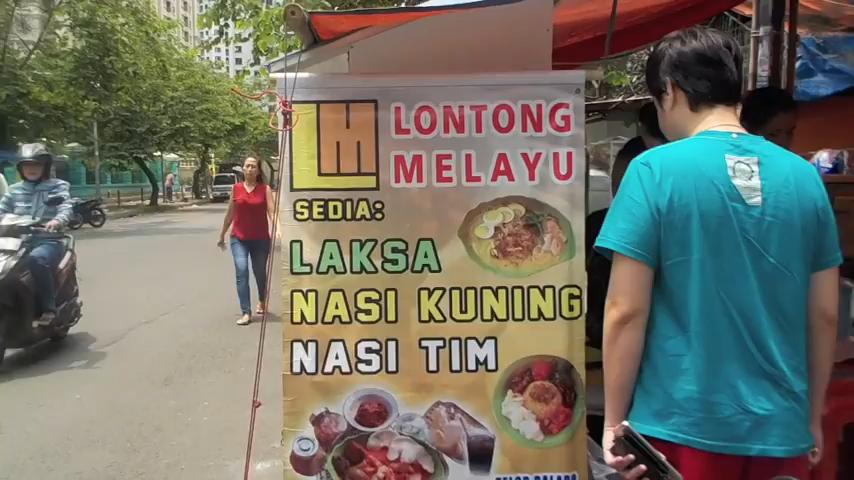 LM
LONTONG
MELAYU
SEDIA:
LAKSA
NASI KUNING
NASI TIM